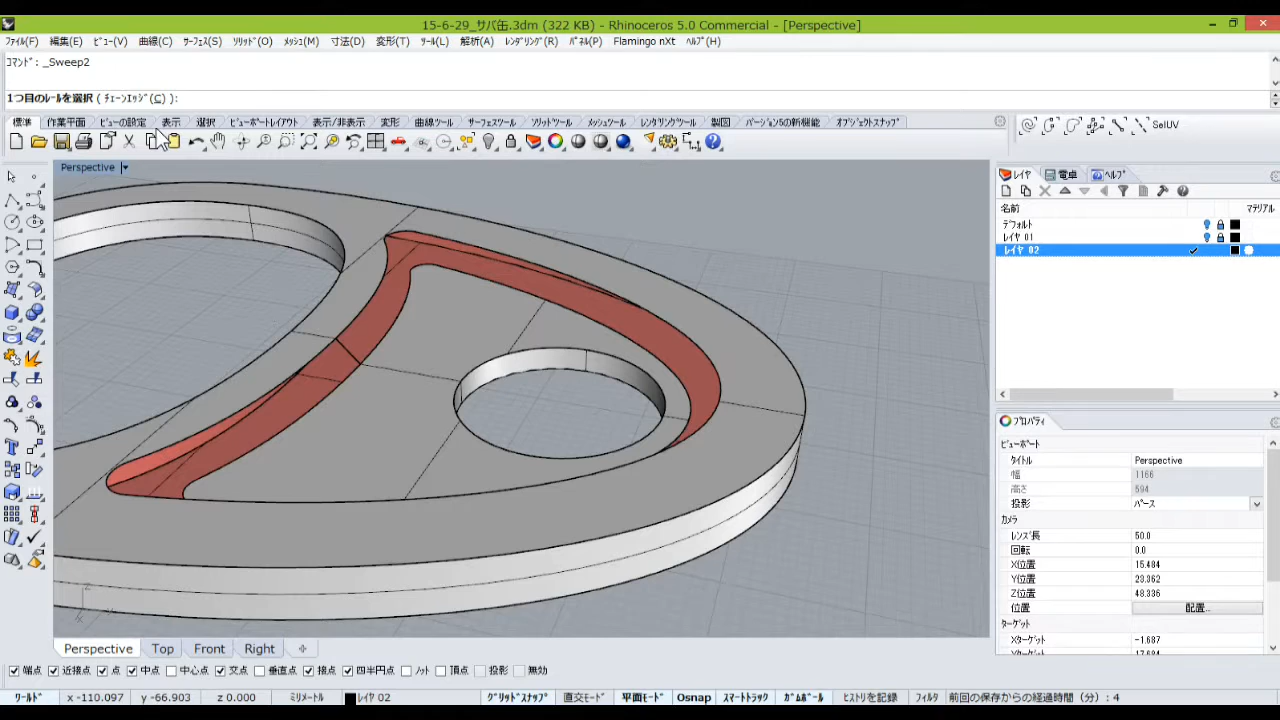 15-6-29_サバ缶.3dm (322 KB) - Rhinoceros 5.0 Commercial - [Perspective]
ﾌｧｲﾙ(F) 編集(E) ﾋﾞｭｰ(V) 曲線(C) ｻｰﾌｪｽ(S) ｿﾘｯﾄﾞ(O) ﾒｯｼｭ(M) 寸法(D) 変形(T) ﾂｰﾙ(L) 解析(A) ﾚﾝﾀﾞﾘﾝｸﾞ(R) ﾊﾟﾈﾙ(P) Flamingo nXt ﾍﾙﾌﾟ(H)
ｺﾏﾝﾄﾞ: _Sweep2
1つ目のﾚｰﾙを選択 ( ﾁｪｰﾝｴｯｼﾞ(C) ):
標準 作業平面 ﾋﾞｭｰの設定 表示 選択 ﾋﾞｭｰﾎﾟｰﾄﾚｲｱｳﾄ 表示/非表示 変形 曲線ﾂｰﾙ ｻｰﾌｪｽﾂｰﾙ ｿﾘｯﾄﾞﾂｰﾙ ﾒｯｼｭﾂｰﾙ ﾚﾝﾀﾞﾘﾝｸﾞﾂｰﾙ 製図 ﾊﾞｰｼﾞｮﾝ5の新機能 ｵﾌﾞｼﾞｪｸﾄｽﾅｯﾌﾟ
SelUV
Perspective
ﾚｲﾔ 電卓 ﾍﾙﾌﾟ
名前 ﾏﾃﾘｱﾙ
ﾃﾞﾌｫﾙﾄ
ﾚｲﾔ 01
ﾚｲﾔ 02
ﾌﾟﾛﾊﾟﾃｨ
ﾋﾞｭｰﾎﾟｰﾄ
ﾀｲﾄﾙ Perspective
幅 1166
高さ 594
投影 ﾊﾟｰｽ
ｶﾒﾗ
ﾚﾝｽﾞ長 50.0
回転 0.0
X位置 15.484
Y位置 23.362
Z位置 48.336
位置 配置...
ﾀｰｹﾞｯﾄ
Xﾀｰｹﾞｯﾄ -1.687
Perspective Top Front Right
端点 近接点 点 中点 中心点 交点 垂直点 接点 四半円点 ﾉｯﾄ 頂点 投影 無効
ﾜｰﾙﾄﾞ x -110.097 y -66.903 z 0.000 ﾐﾘﾒｰﾄﾙ ﾚｲﾔ 02 ｸﾞﾘｯﾄﾞｽﾅｯﾌﾟ 直交ﾓｰﾄﾞ 平面ﾓｰﾄﾞ Osnap ｽﾏｰﾄﾄﾗｯｸ ｶﾞﾑﾎﾞｰﾙ ﾋｽﾄﾘを記録 ﾌｨﾙﾀ 前回の保存からの経過時間（分）: 4